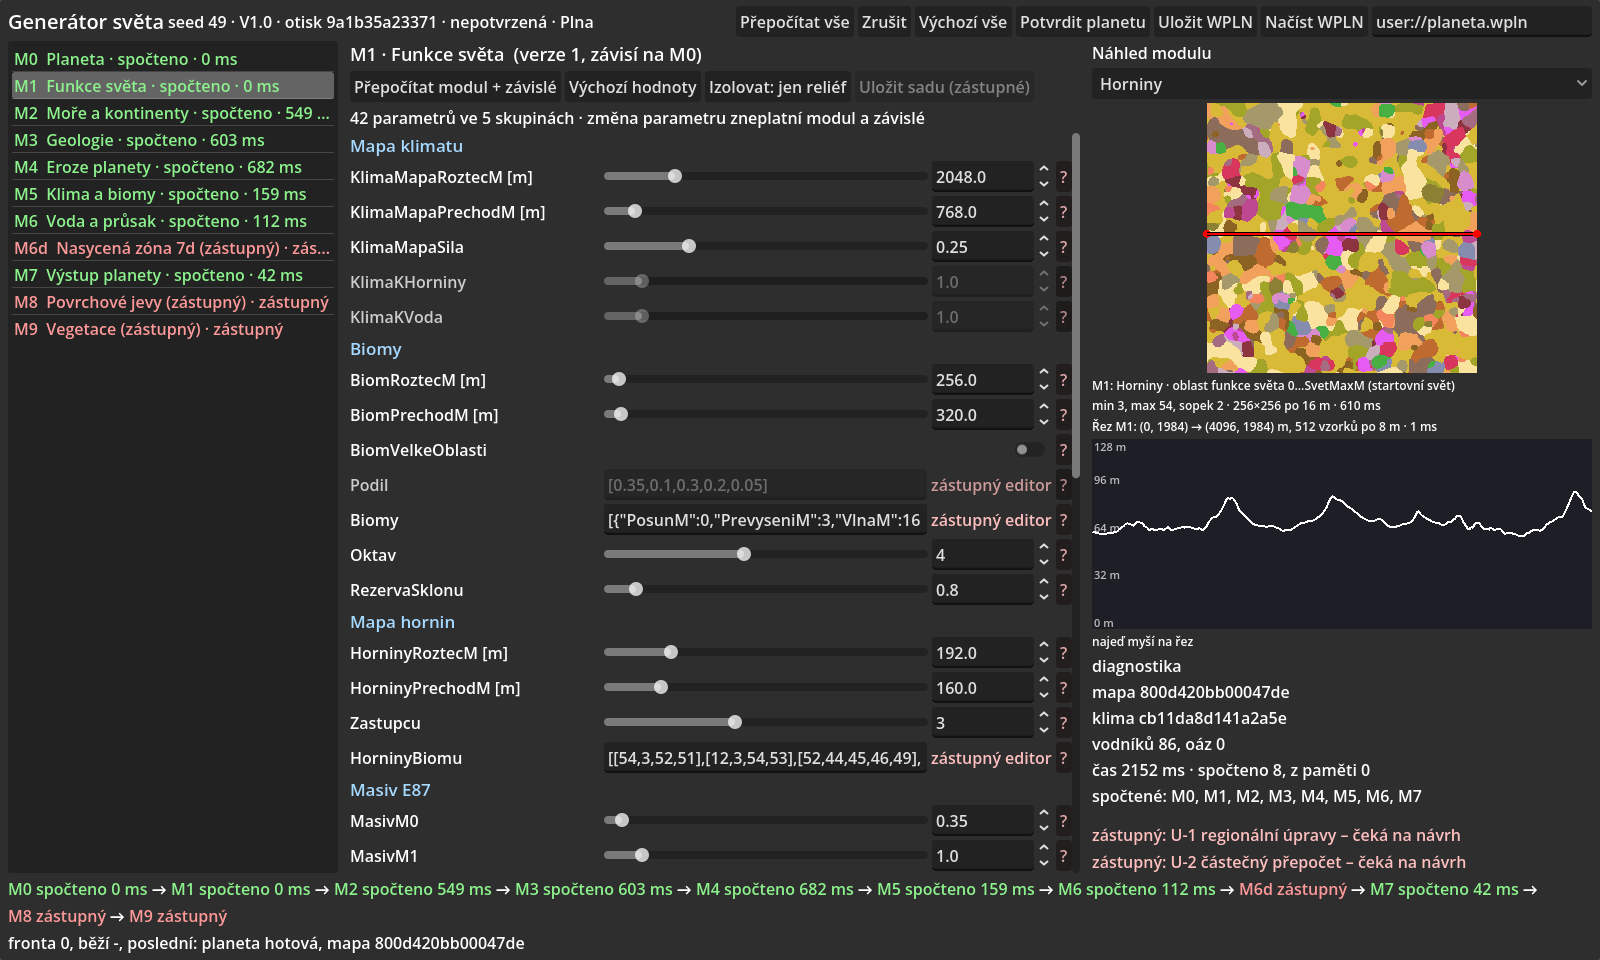 Generátor světa seed 49 · V1.0 · otisk 9a1b35a23371 · nepotvrzená · Plna
Přepočítat vše Zrušit Výchozí vše Potvrdit planetu Uložit WPLN Načíst WPLN user://planeta.wpln
M0 Planeta · spočteno · 0 ms
M1 Funkce světa · spočteno · 0 ms
M2 Moře a kontinenty · spočteno · 549 ...
M3 Geologie · spočteno · 603 ms
M4 Eroze planety · spočteno · 682 ms
M5 Klima a biomy · spočteno · 159 ms
M6 Voda a průsak · spočteno · 112 ms
M6d Nasycená zóna 7d (zástupný) · zás...
M7 Výstup planety · spočteno · 42 ms
M8 Povrchové jevy (zástupný) · zástupný
M9 Vegetace (zástupný) · zástupný
M1 · Funkce světa (verze 1, závisí na M0)
Přepočítat modul + závislé Výchozí hodnoty Izolovat: jen reliéf Uložit sadu (zástupné)
42 parametrů ve 5 skupinách · změna parametru zneplatní modul a závislé
Mapa klimatu
KlimaMapaRoztecM [m] 2048.0 ?
KlimaMapaPrechodM [m] 768.0 ?
KlimaMapaSila 0.25 ?
KlimaKHorniny 1.0 ?
KlimaKVoda 1.0 ?
Biomy
BiomRoztecM [m] 256.0 ?
BiomPrechodM [m] 320.0 ?
BiomVelkeOblasti ?
Podil [0.35,0.1,0.3,0.2,0.05] zástupný editor ?
Biomy [{"PosunM":0,"PrevyseniM":3,"VlnaM":16 zástupný editor ?
Oktav 4 ?
RezervaSklonu 0.8 ?
Mapa hornin
HorninyRoztecM [m] 192.0 ?
HorninyPrechodM [m] 160.0 ?
Zastupcu 3 ?
HorninyBiomu [[54,3,52,51],[12,3,54,53],[52,44,45,46,49], zástupný editor ?
Masiv E87
MasivM0 0.35 ?
MasivM1 1.0 ?
Náhled modulu
Horniny
M1: Horniny · oblast funkce světa 0...SvetMaxM (startovní svět)
min 3, max 54, sopek 2 · 256×256 po 16 m · 610 ms
Řez M1: (0, 1984) → (4096, 1984) m, 512 vzorků po 8 m · 1 ms
128 m
96 m
64 m
32 m
0 m
najeď myší na řez
diagnostika
mapa 800d420bb00047de
klima cb11da8d141a2a5e
vodníků 86, oáz 0
čas 2152 ms · spočteno 8, z paměti 0
spočtené: M0, M1, M2, M3, M4, M5, M6, M7
zástupný: U-1 regionální úpravy – čeká na návrh
zástupný: U-2 částečný přepočet – čeká na návrh
M0 spočteno 0 ms → M1 spočteno 0 ms → M2 spočteno 549 ms → M3 spočteno 603 ms → M4 spočteno 682 ms → M5 spočteno 159 ms → M6 spočteno 112 ms → M6d zástupný → M7 spočteno 42 ms →
M8 zástupný → M9 zástupný
fronta 0, běží -, poslední: planeta hotová, mapa 800d420bb00047de